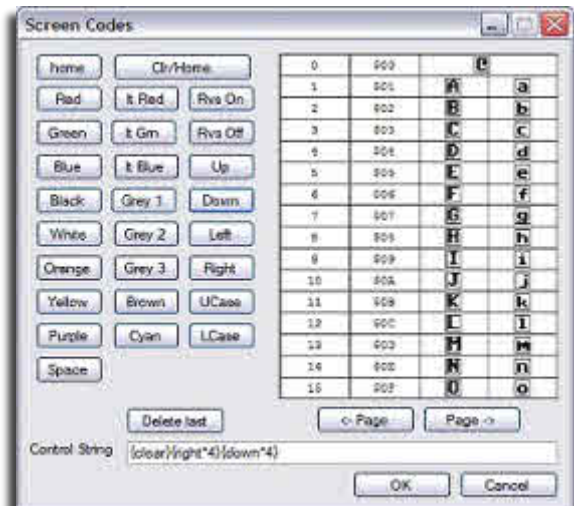 Screen Codes
home Clr/Home
Red lt Red Rvs On
Green lt Grn Rvs Off
Blue lt Blue Up
Black Grey 1 Down
White Grey 2 Left
Orange Grey 3 Right
Yellow Brown UCase
Purple Cyan LCase
Space
0 $00 @
1 $01 A a
2 $02 B b
3 $03 C c
4 $04 D d
5 $05 E e
6 $06 F f
7 $07 G g
8 $08 H h
9 $09 I i
10 $0A J j
11 $0B K k
12 $0C L l
13 $0D M m
14 $0E N n
15 $0F O o
Delete last <- Page Page ->
Control String {clear}{right*4}{down*4}
OK Cancel